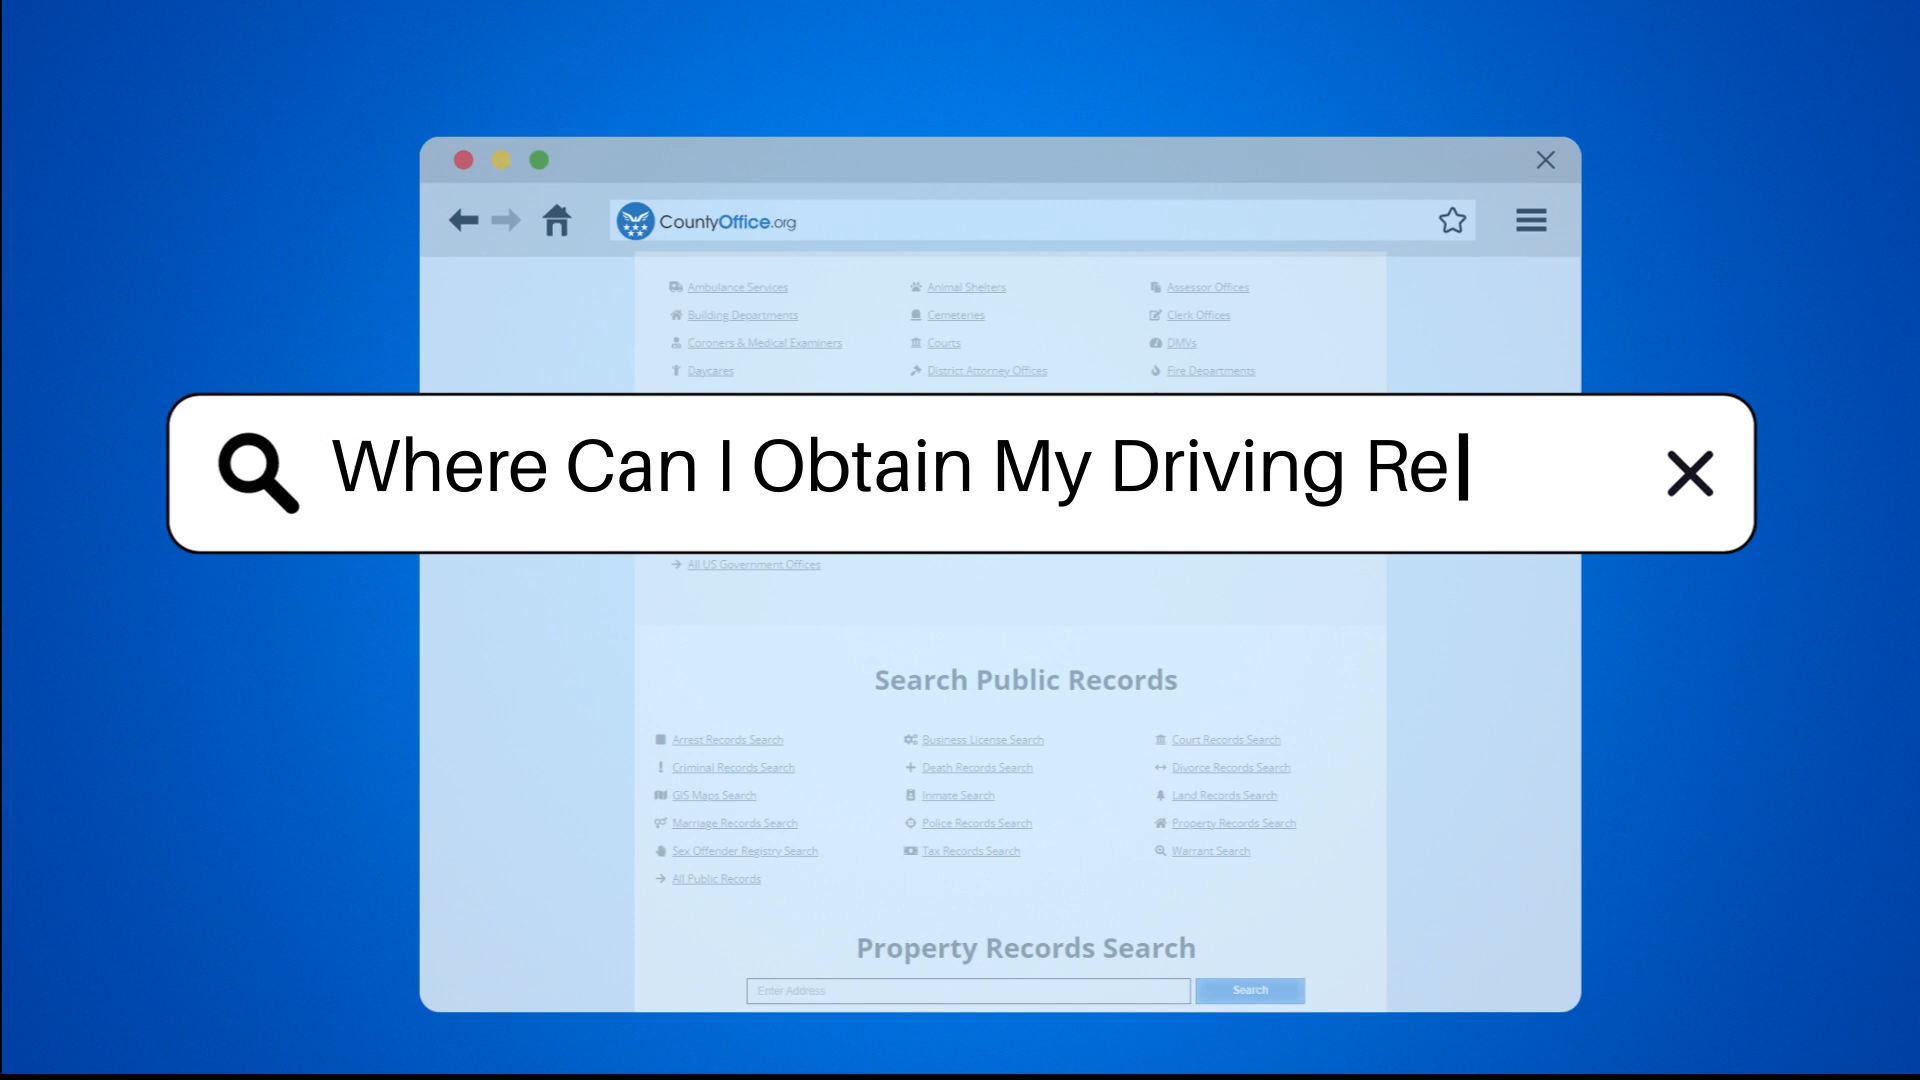 CountyOffice.org
Ambulance Services Animal Shelters Assessor Offices
Building Departments Cemeteries Clerk Offices
Coroners & Medical Examiners Courts DMVs
Daycares District Attorney Offices Fire Departments
Where Can I Obtain My Driving Re
All US Government Offices
Search Public Records
Arrest Records Search Business License Search Court Records Search
Criminal Records Search Death Records Search Divorce Records Search
GIS Maps Search Inmate Search Land Records Search
Marriage Records Search Police Records Search Property Records Search
Sex Offender Registry Search Tax Records Search Warrant Search
All Public Records
Property Records Search
Enter Address Search